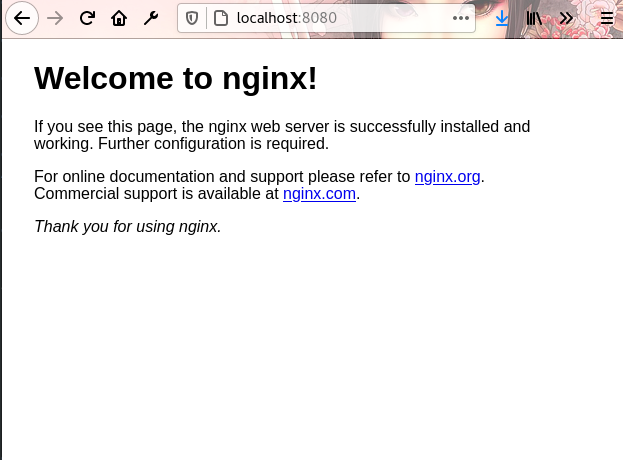 localhost:8080
Welcome to nginx!
If you see this page, the nginx web server is successfully installed and
working. Further configuration is required.
For online documentation and support please refer to nginx.org.
Commercial support is available at nginx.com.
Thank you for using nginx.